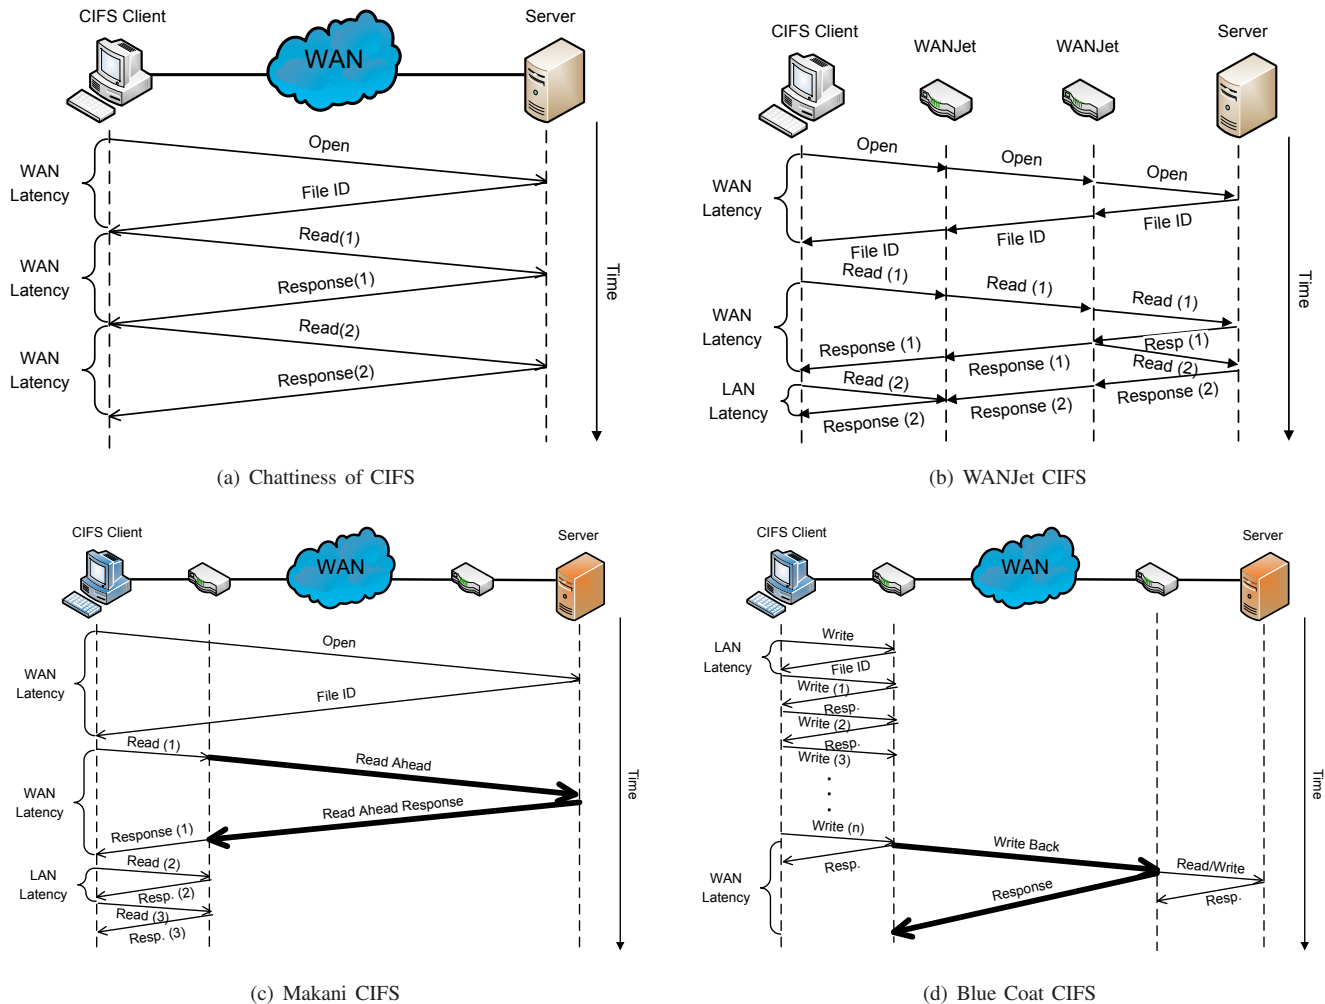 CIFS Client
Server
WAN
Open
WAN
Latency
File ID
Read(1)
WAN
Latency
Response(1)
Read(2)
WAN
Latency
Response(2)
Time
(a) Chattiness of CIFS
CIFS Client
WANJet
WANJet
Server
Open
Open
Open
WAN
Latency
File ID
File ID
File ID
Read (1)
Read (1)
Read (1)
WAN
Latency
Resp (1)
Response (1)
Response (1)
Read (2)
LAN
Latency
Read (2)
Response (2)
Response (2)
Response (2)
Time
(b) WANJet CIFS
CIFS Client
Server
WAN
Open
WAN
Latency
File ID
Read (1)
Read Ahead
WAN
Latency
Read Ahead Response
Response (1)
Read (2)
LAN
Latency
Resp. (2)
Read (3)
Resp. (3)
Time
(c) Makani CIFS
CIFS Client
Server
WAN
Write
LAN
Latency
File ID
Write (1)
Resp.
Write (2)
Resp.
Write (3)
Write (n)
Write Back
Resp.
Read/Write
WAN
Latency
Response
Resp.
Time
(d) Blue Coat CIFS